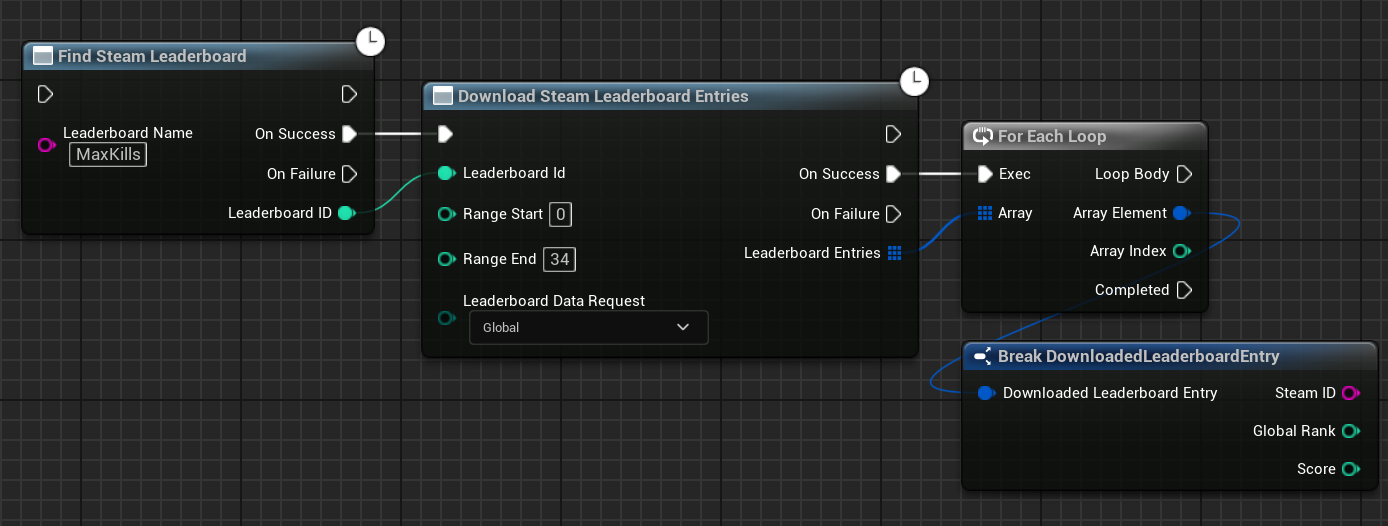 Find Steam Leaderboard
Leaderboard Name
MaxKills
On Success
On Failure
Leaderboard ID
Download Steam Leaderboard Entries
Leaderboard Id
Range Start 0
Range End 34
Leaderboard Data Request
Global
On Success
On Failure
Leaderboard Entries
For Each Loop
Exec
Array
Loop Body
Array Element
Array Index
Completed
Break DownloadedLeaderboardEntry
Downloaded Leaderboard Entry
Steam ID
Global Rank
Score